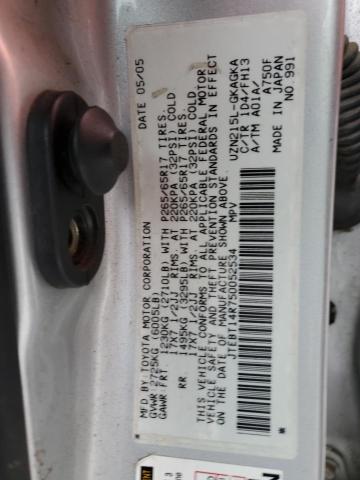 MFD. BY:TOYOTA MOTOR CORPORATION DATE 05/05
GVWR 2725KG (6005LB)
GAWR FRT 1230KG (2710LB) WITH P265/65R17 TIRES.
17X7 1/2JJ RIMS. AT 220KPA (32PSI) COLD
RR 1495KG (3295LB) WITH P265/65R17 TIRES.
17X7 1/2JJ RIMS. AT 220KPA (32PSI) COLD
THIS VEHICLE CONFORMS TO ALL APPLICABLE FEDERAL MOTOR
VEHICLE SAFETY AND THEFT PREVENTION STANDARDS IN EFFECT
ON THE DATE OF MANUFACTURE SHOWN ABOVE.
JTEBT14R750052534 MPV
UZN215L-GKAGKA
C/TR 1D4/FH13
A/TM A01A/ A750F
MADE IN JAPAN
NO.991